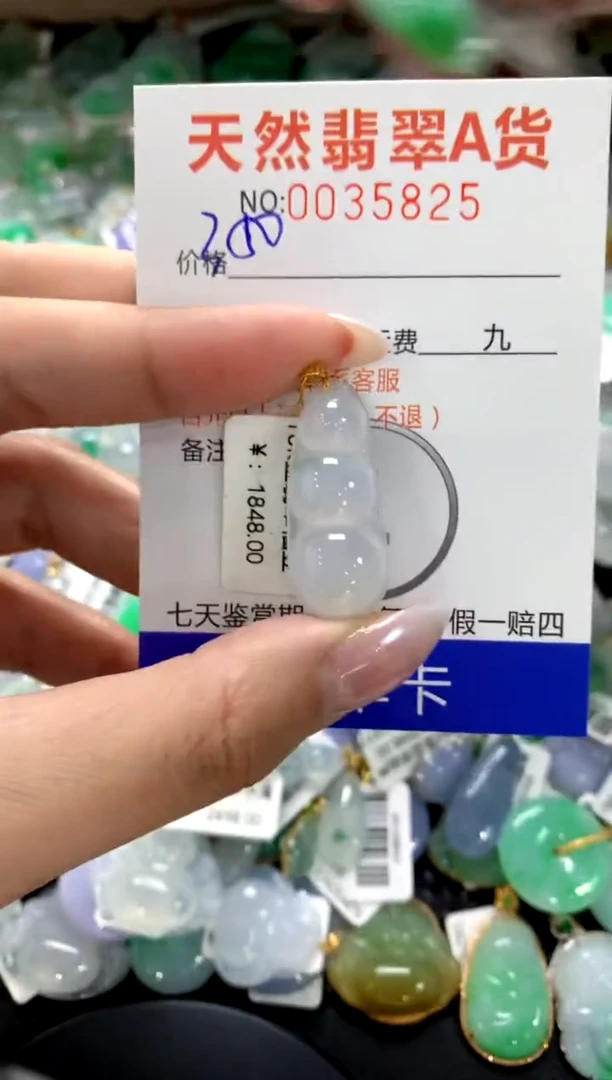 天然翡翠A货
NO:0035825
价格
费 九
客服
不退）
备注
¥: 1848.00
七天鉴赏期 假一赔四
卡